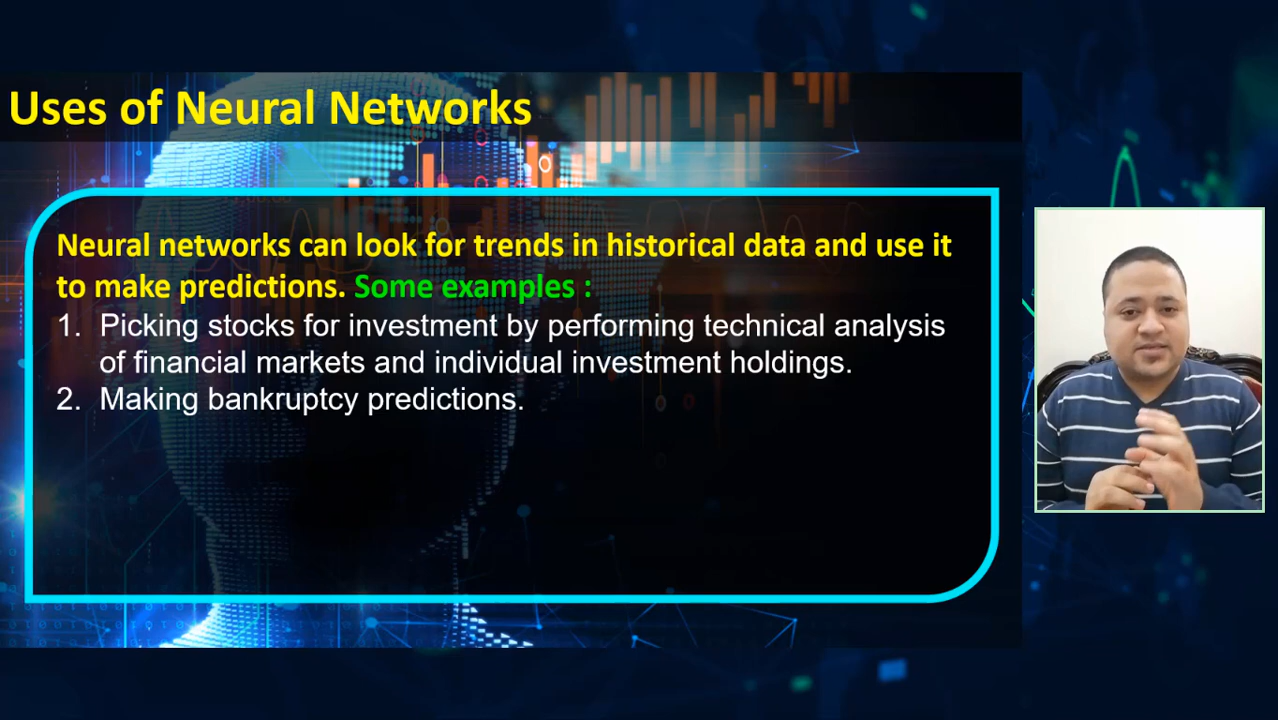 Uses of Neural Networks
Neural networks can look for trends in historical data and use it
to make predictions. Some examples :
1. Picking stocks for investment by performing technical analysis
of financial markets and individual investment holdings.
2. Making bankruptcy predictions.